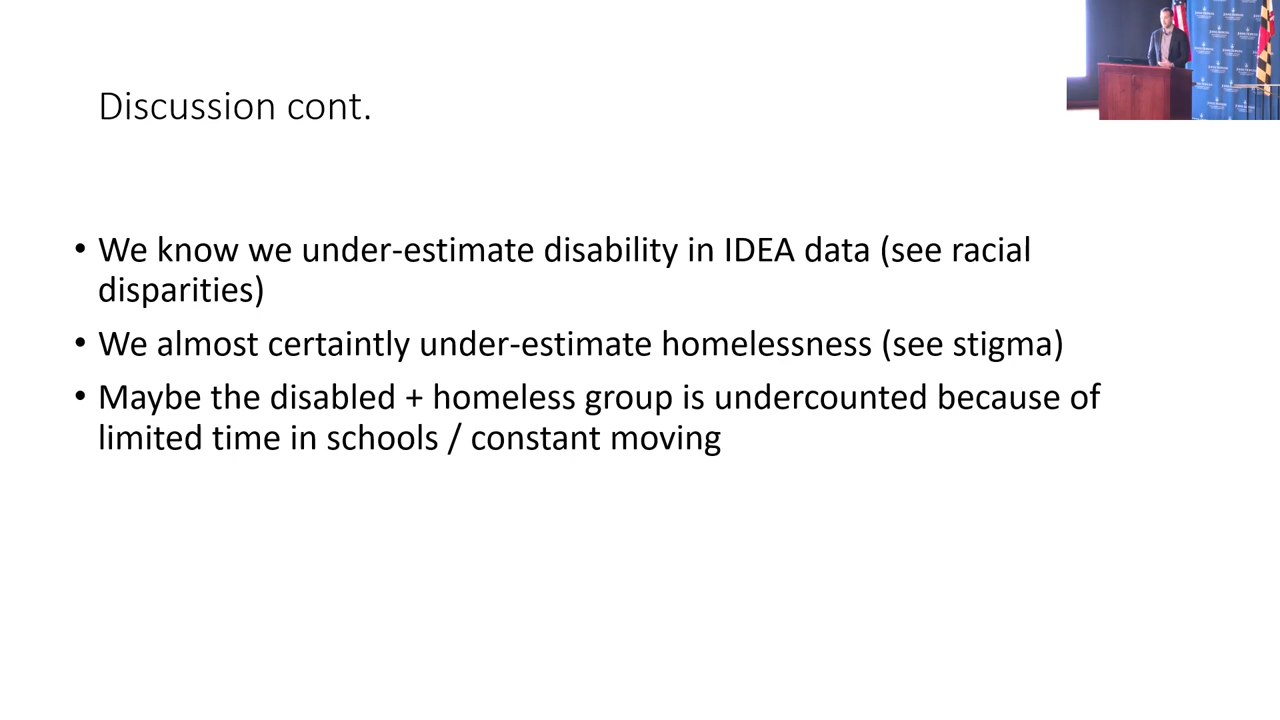 Discussion cont.
• We know we under-estimate disability in IDEA data (see racial
disparities)
• We almost certaintly under-estimate homelessness (see stigma)
• Maybe the disabled + homeless group is undercounted because of
limited time in schools / constant moving